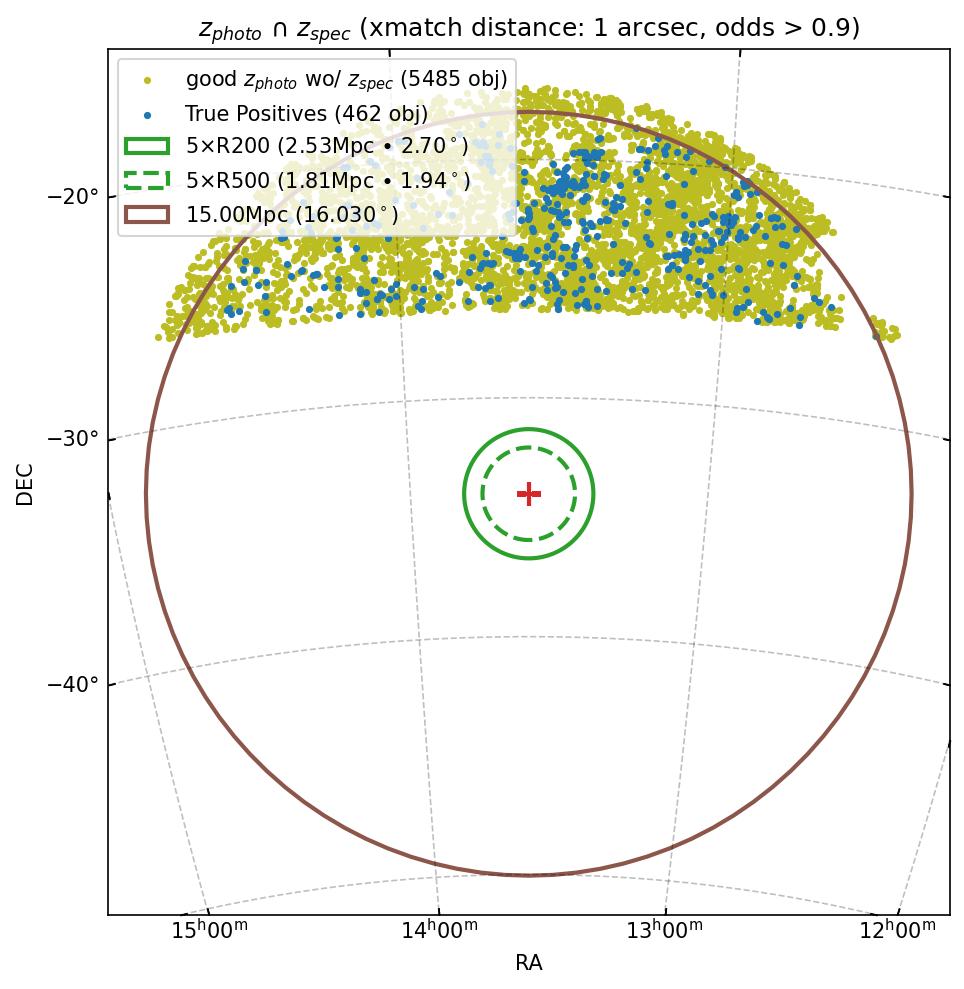 z_photo ∩ z_spec (xmatch distance: 1 arcsec, odds > 0.9)
good z_photo wo/ z_spec (5485 obj)
True Positives (462 obj)
5×R200 (2.53Mpc • 2.70°)
5×R500 (1.81Mpc • 1.94°)
15.00Mpc (16.030°)
−20°
−30°
−40°
DEC
15h00m 14h00m 13h00m 12h00m
RA